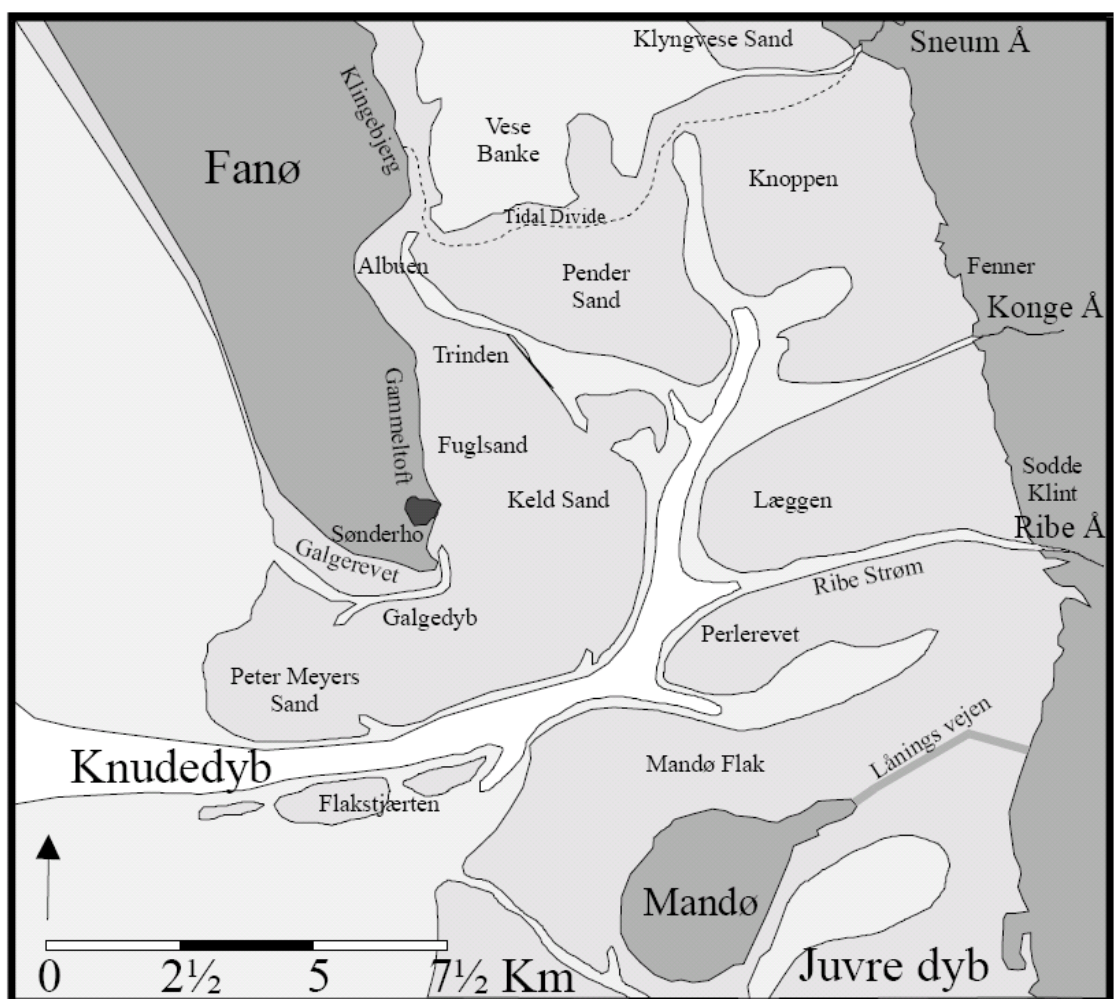 Klyngvese Sand
Sneum Å
Klingebjerg
Vese
Banke
Fanø
Knoppen
Tidal Divide
Albuen
Pender
Sand
Fenner
Konge Å
Trinden
Gammeltoft
Fuglsand
Keld Sand
Læggen
Sodde
Klint
Ribe Å
Sønderho
Galgerevet
Ribe Strøm
Galgedyb
Perlerevet
Peter Meyers
Sand
Lånings vejen
Knudedyb
Mandø Flak
Flakstjærten
Mandø
Juvre dyb
0 2½ 5 7½ Km